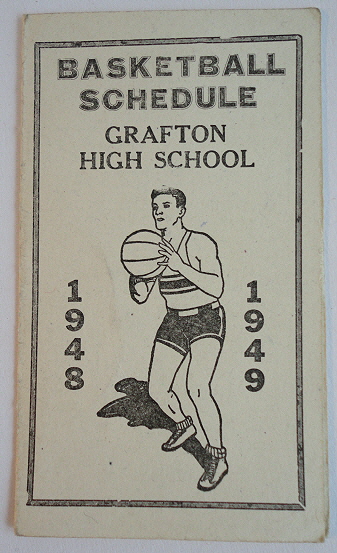 BASKETBALL
SCHEDULE
GRAFTON
HIGH SCHOOL
1948
1949